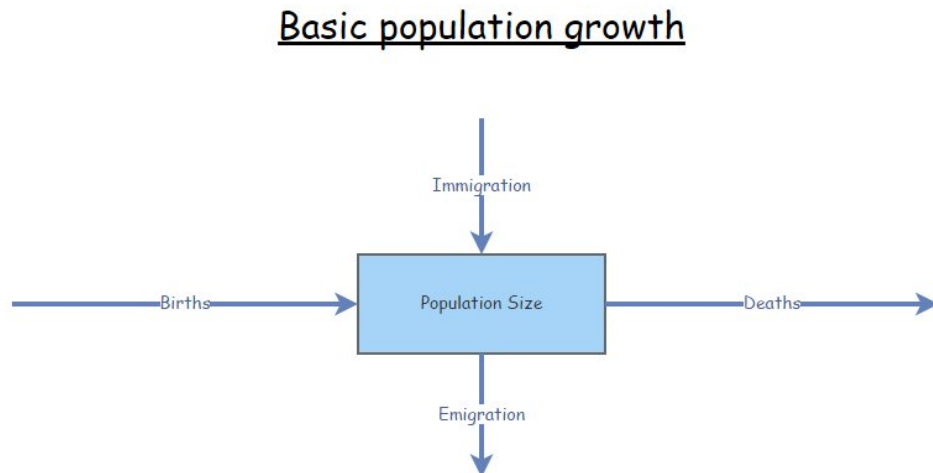 Basic population growth
Immigration
Births
Population Size
Deaths
Emigration